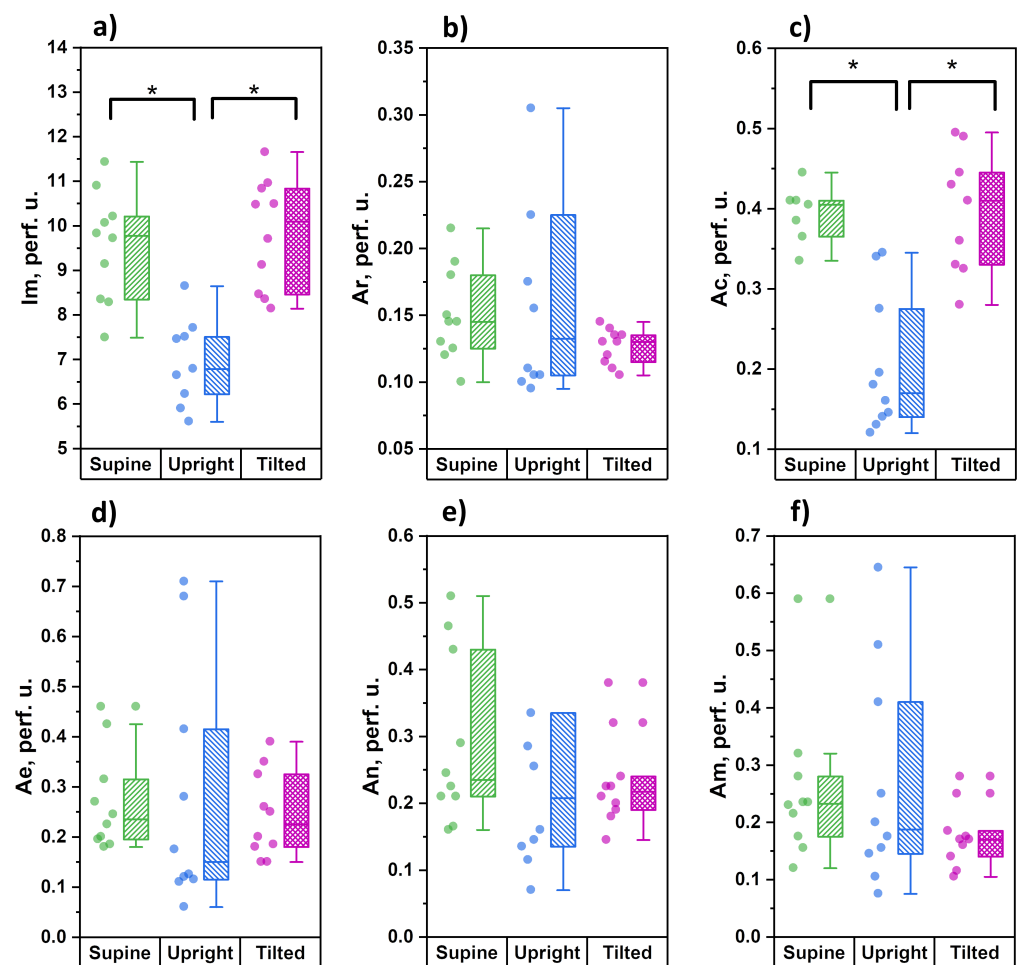 a)
Im, perf. u.
14
13
12
11
10
9
8
7
6
5
* *
Supine Upright Tilted
b)
Ar, perf. u.
0.35
0.30
0.25
0.20
0.15
0.10
0.05
Supine Upright Tilted
c)
Ac, perf. u.
0.6
0.5
0.4
0.3
0.2
0.1
* *
Supine Upright Tilted
d)
Ae, perf. u.
0.8
0.7
0.6
0.5
0.4
0.3
0.2
0.1
0.0
Supine Upright Tilted
e)
An, perf. u.
0.6
0.5
0.4
0.3
0.2
0.1
0.0
Supine Upright Tilted
f)
Am, perf. u.
0.7
0.6
0.5
0.4
0.3
0.2
0.1
0.0
Supine Upright Tilted